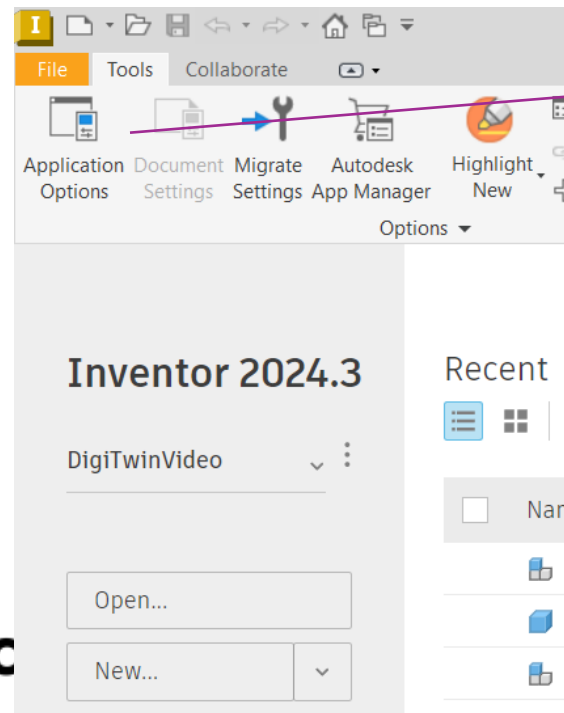 I
File Tools Collaborate
Application Options Document Settings Migrate Settings Autodesk App Manager Highlight New
Options
Inventor 2024.3
Recent
DigiTwinVideo
Open...
New...